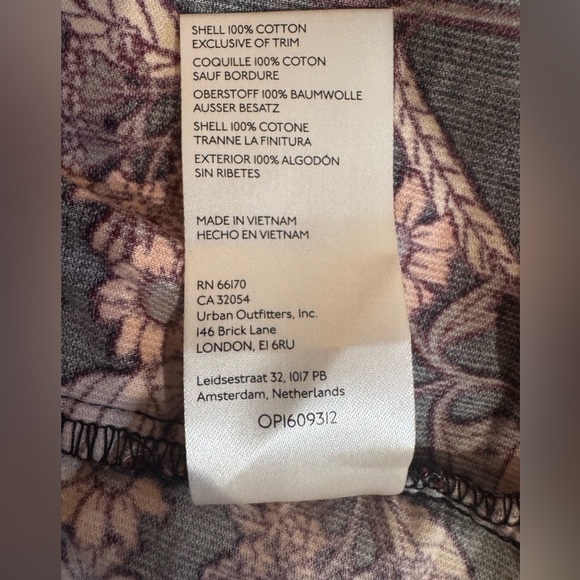 SHELL 100% COTTON
EXCLUSIVE OF TRIM
COQUILLE 100% COTON
SAUF BORDURE
OBERSTOFF 100% BAUMWOLLE
AUSSER BESATZ
SHELL 100% COTONE
TRANNE LA FINITURA
EXTERIOR 100% ALGODÓN
SIN RIBETES
MADE IN VIETNAM
HECHO EN VIETNAM
RN 66170
CA 32054
Urban Outfitters, Inc.
146 Brick Lane
LONDON, E1 6RU
Leidsestraat 32, 1017 PB
Amsterdam, Netherlands
OP1609312